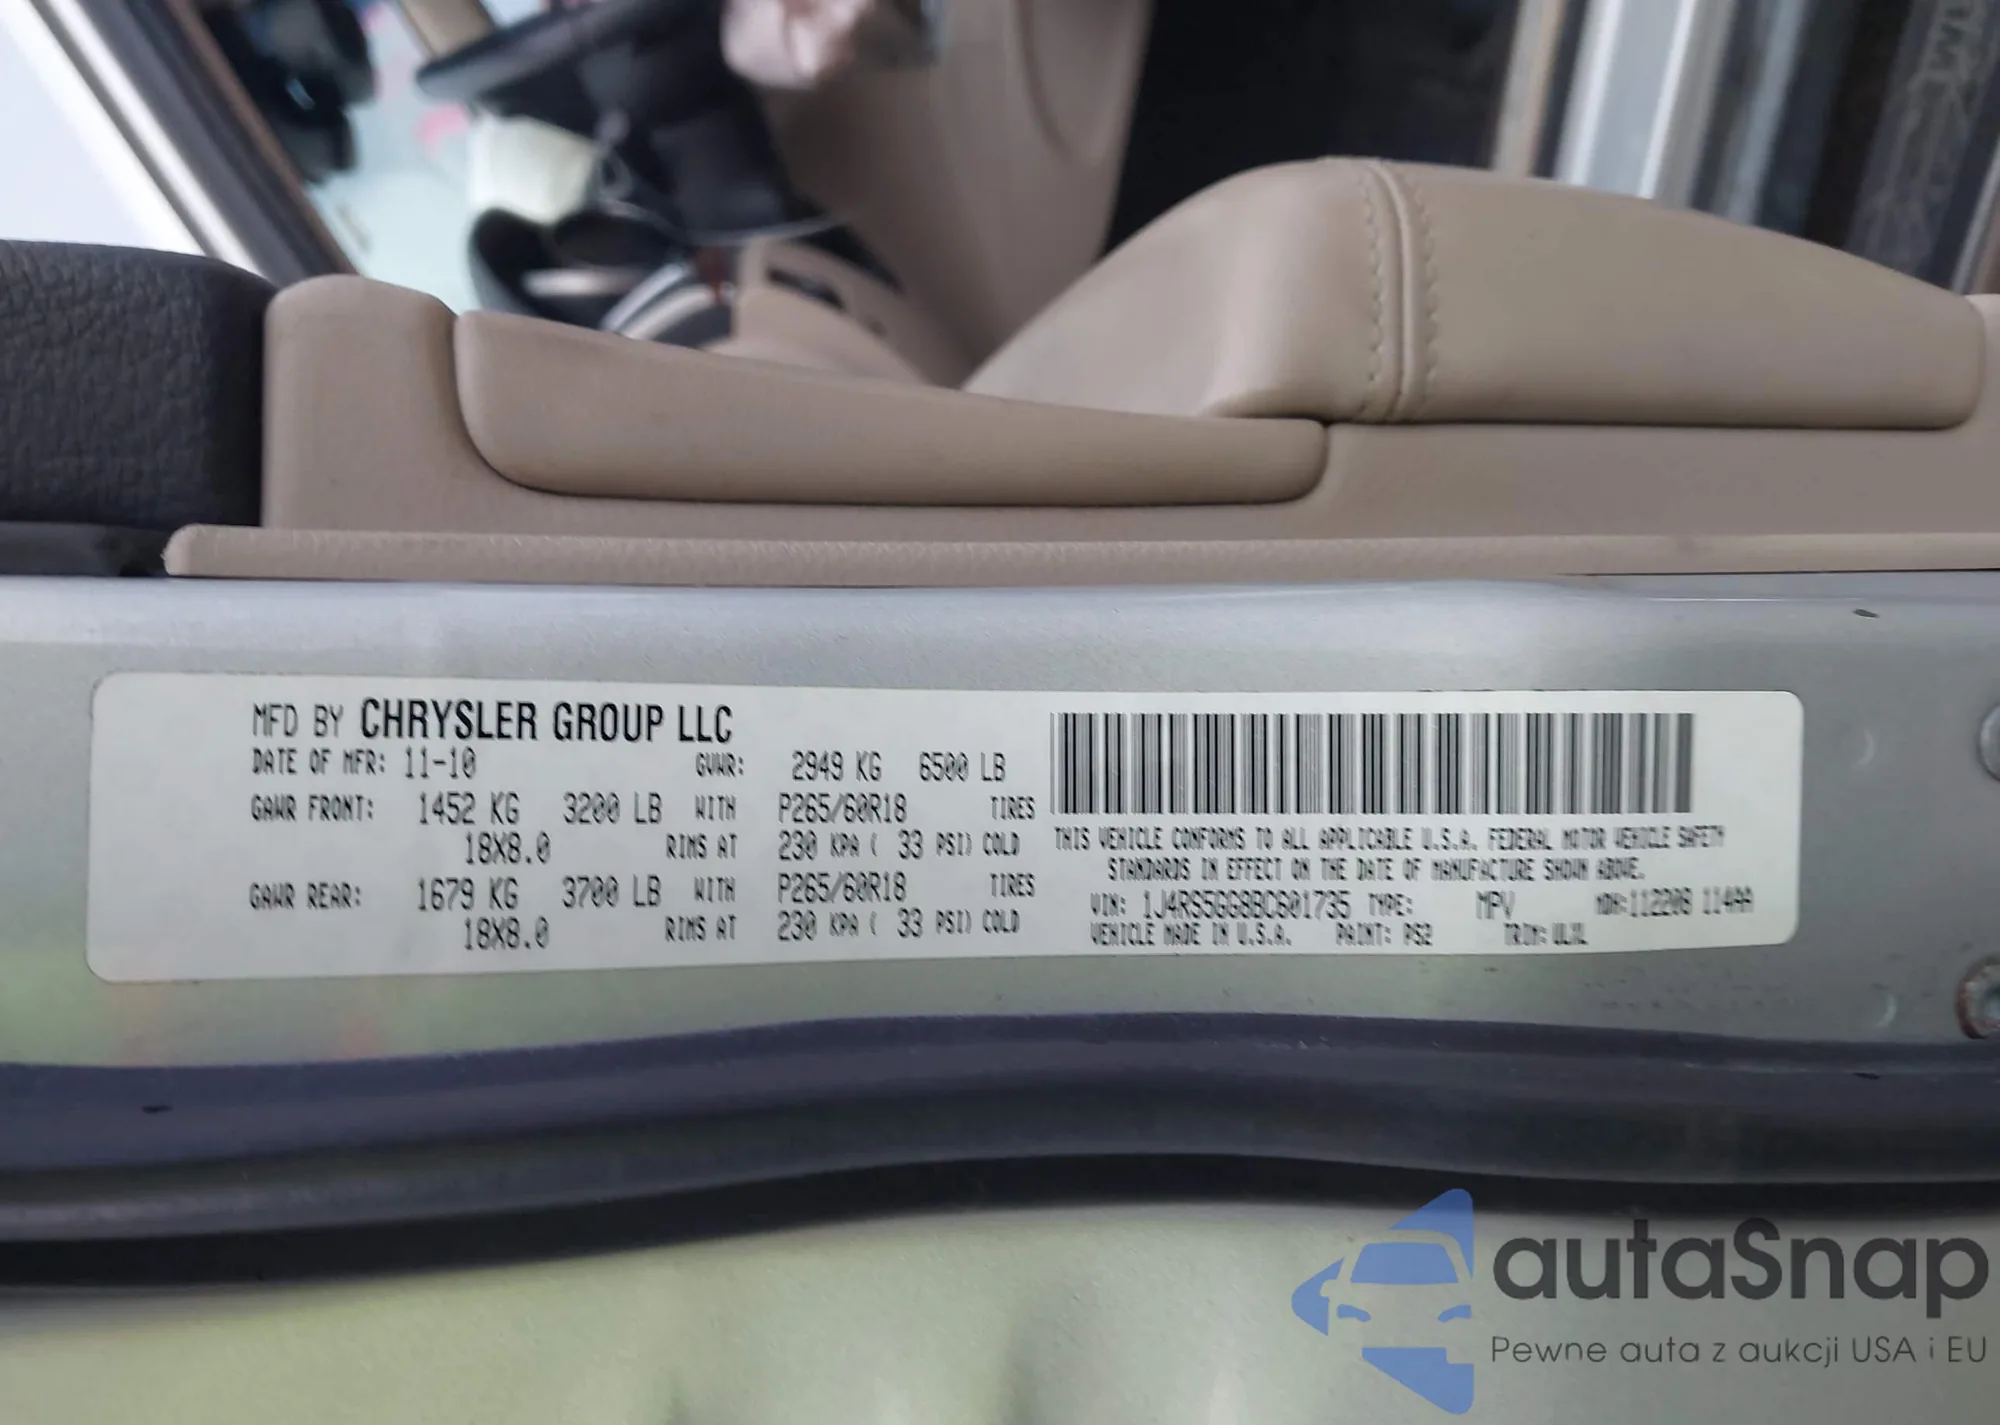 MFD BY CHRYSLER GROUP LLC
DATE OF MFR: 11-10 GVWR: 2949 KG 6500 LB
GAWR FRONT: 1452 KG 3200 LB WITH P265/60R18 TIRES
18X8.0 RIMS AT 230 KPA ( 33 PSI) COLD
GAWR REAR: 1679 KG 3700 LB WITH P265/60R18 TIRES
18X8.0 RIMS AT 230 KPA ( 33 PSI) COLD
THIS VEHICLE CONFORMS TO ALL APPLICABLE U.S.A. FEDERAL MOTOR VEHICLE SAFETY
STANDARDS IN EFFECT ON THE DATE OF MANUFACTURE SHOWN ABOVE.
VIN: 1J4RS5GG8BC601735 TYPE: MPV MDH:112208 114AA
VEHICLE MADE IN U.S.A. PAINT: PS2 TRIM:
autaSnap
Pewne auta z aukcji USA i EU